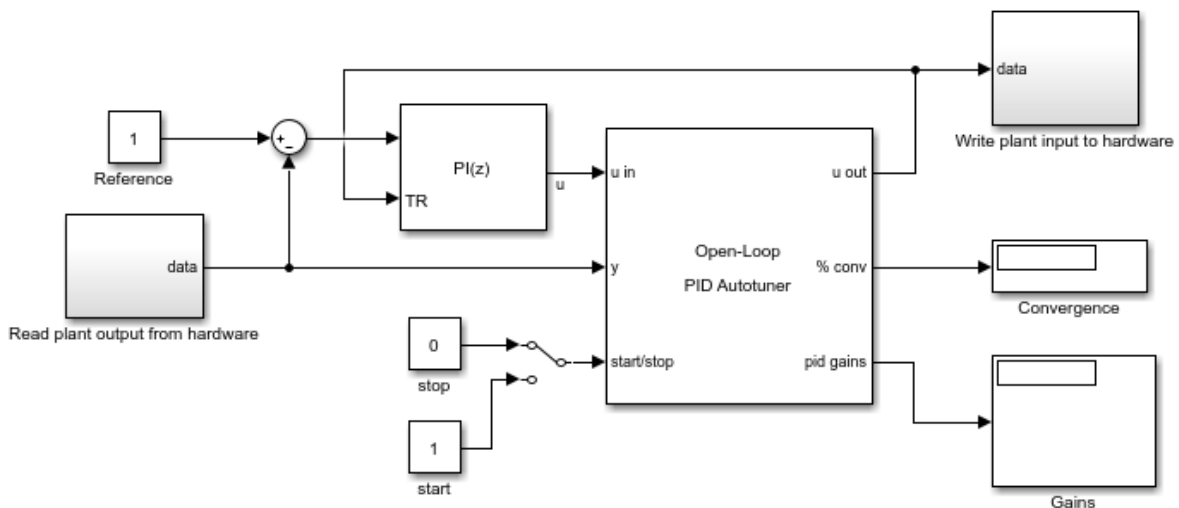 data
Write plant input to hardware
1
Reference
+
−
PI(z)
TR
u
u in
u out
data
Read plant output from hardware
y
Open-Loop
PID Autotuner
% conv
Convergence
0
stop
start/stop
pid gains
1
start
Gains